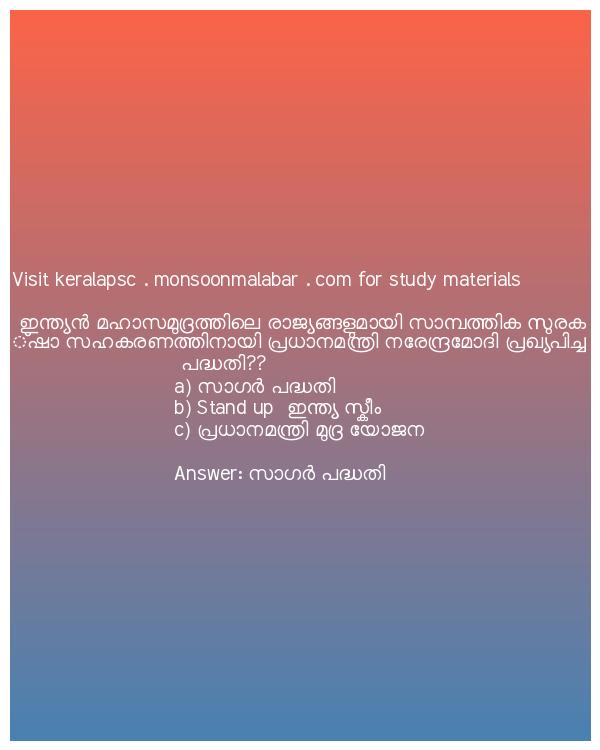 Visit keralapsc . monsoonmalabar . com for study materials
ഇന്ത്യൻ മഹാസമുദ്രത്തിലെ രാജ്യങ്ങളുമായി സാമ്പത്തിക സുരക
്ഷാ സഹകരണത്തിനായി പ്രധാനമന്ത്രി നരേന്ദ്രമോദി പ്രഖ്യപിച്ച
പദ്ധതി??
a) സാഗർ പദ്ധതി
b) Stand up ഇന്ത്യ സ്കീം
c) പ്രധാനമന്ത്രി മുദ്ര യോജന
Answer: സാഗർ പദ്ധതി